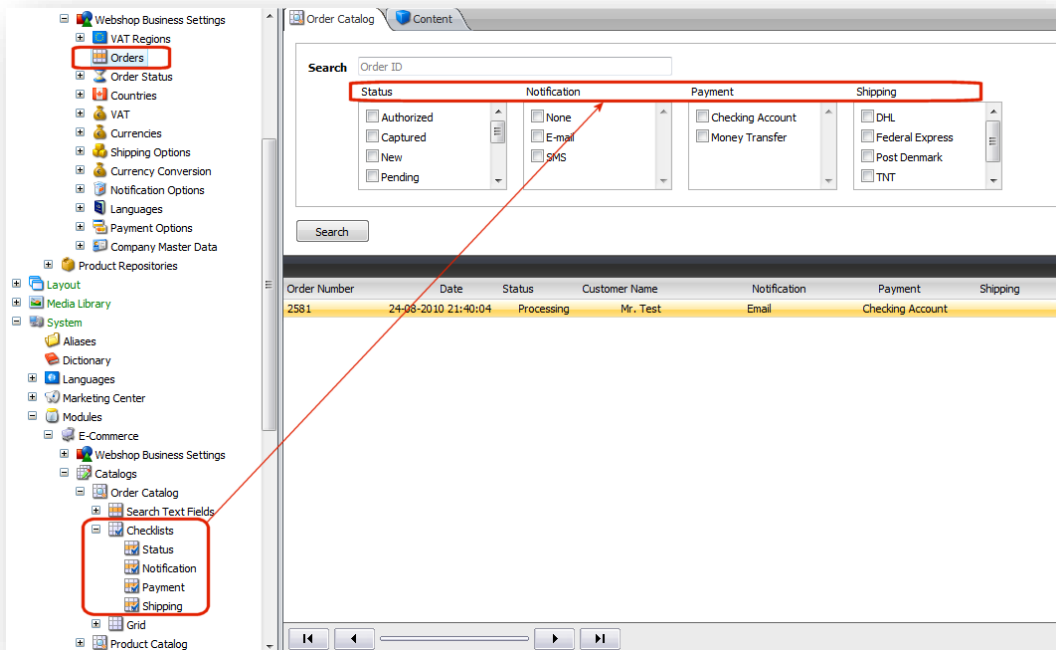 Webshop Business Settings
VAT Regions
Orders
Order Status
Countries
VAT
Currencies
Shipping Options
Currency Conversion
Notification Options
Languages
Payment Options
Company Master Data
Product Repositories
Layout
Media Library
System
Aliases
Dictionary
Languages
Marketing Center
Modules
E-Commerce
Webshop Business Settings
Catalogs
Order Catalog
Search Text Fields
Checklists
Status
Notification
Payment
Shipping
Grid
Product Catalog
Order Catalog Content
Search Order ID
Status Notification Payment Shipping
Authorized None Checking Account DHL
Captured E-mail Money Transfer Federal Express
New SMS Post Denmark
Pending TNT
Search
Order Number Date Status Customer Name Notification Payment Shipping
2581 24-08-2010 21:40:04 Processing Mr. Test Email Checking Account